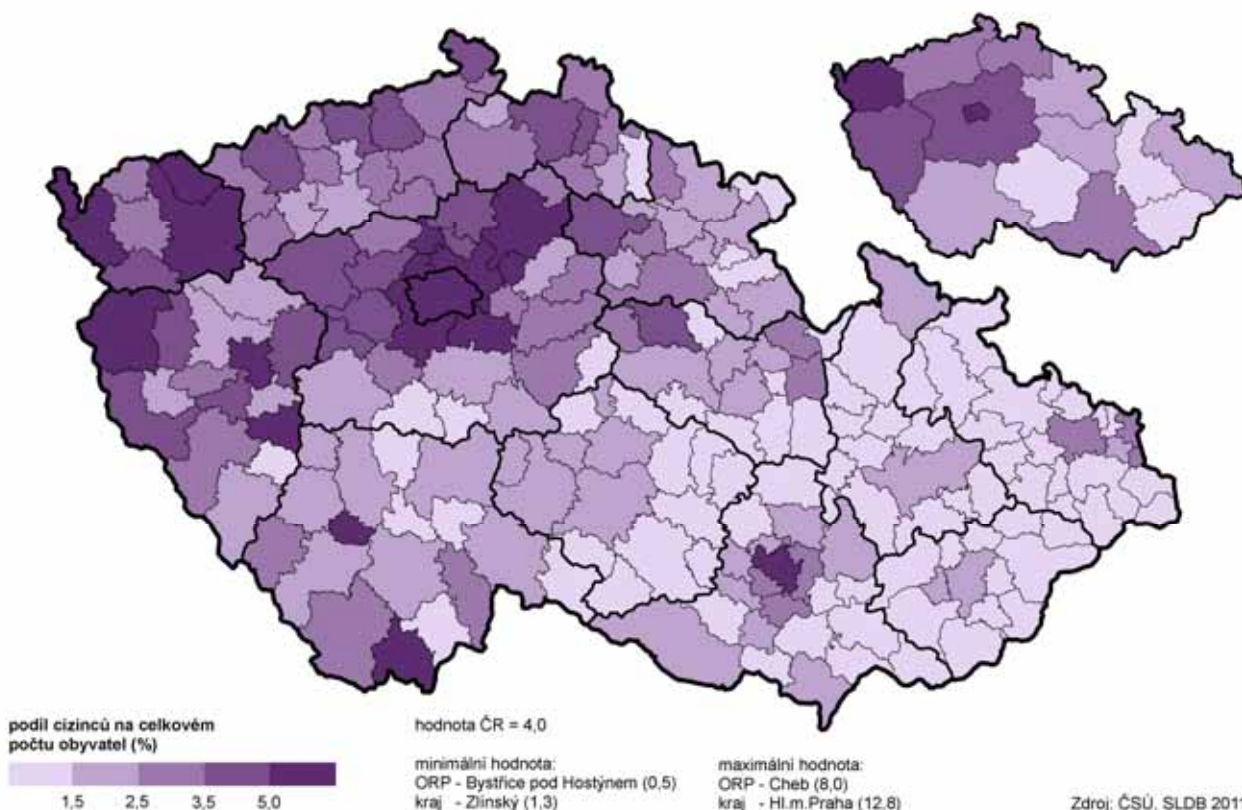 podíl cizinců na celkovém
počtu obyvatel (%)
1,5 2,5 3,5 5,0
hodnota ČR = 4,0
minimální hodnota:
ORP - Bystřice pod Hostýnem (0,5)
kraj - Zlínský (1,3)
maximální hodnota:
ORP - Cheb (8,0)
kraj - Hl.m.Praha (12,8)
Zdroj: ČSÚ, SLDB